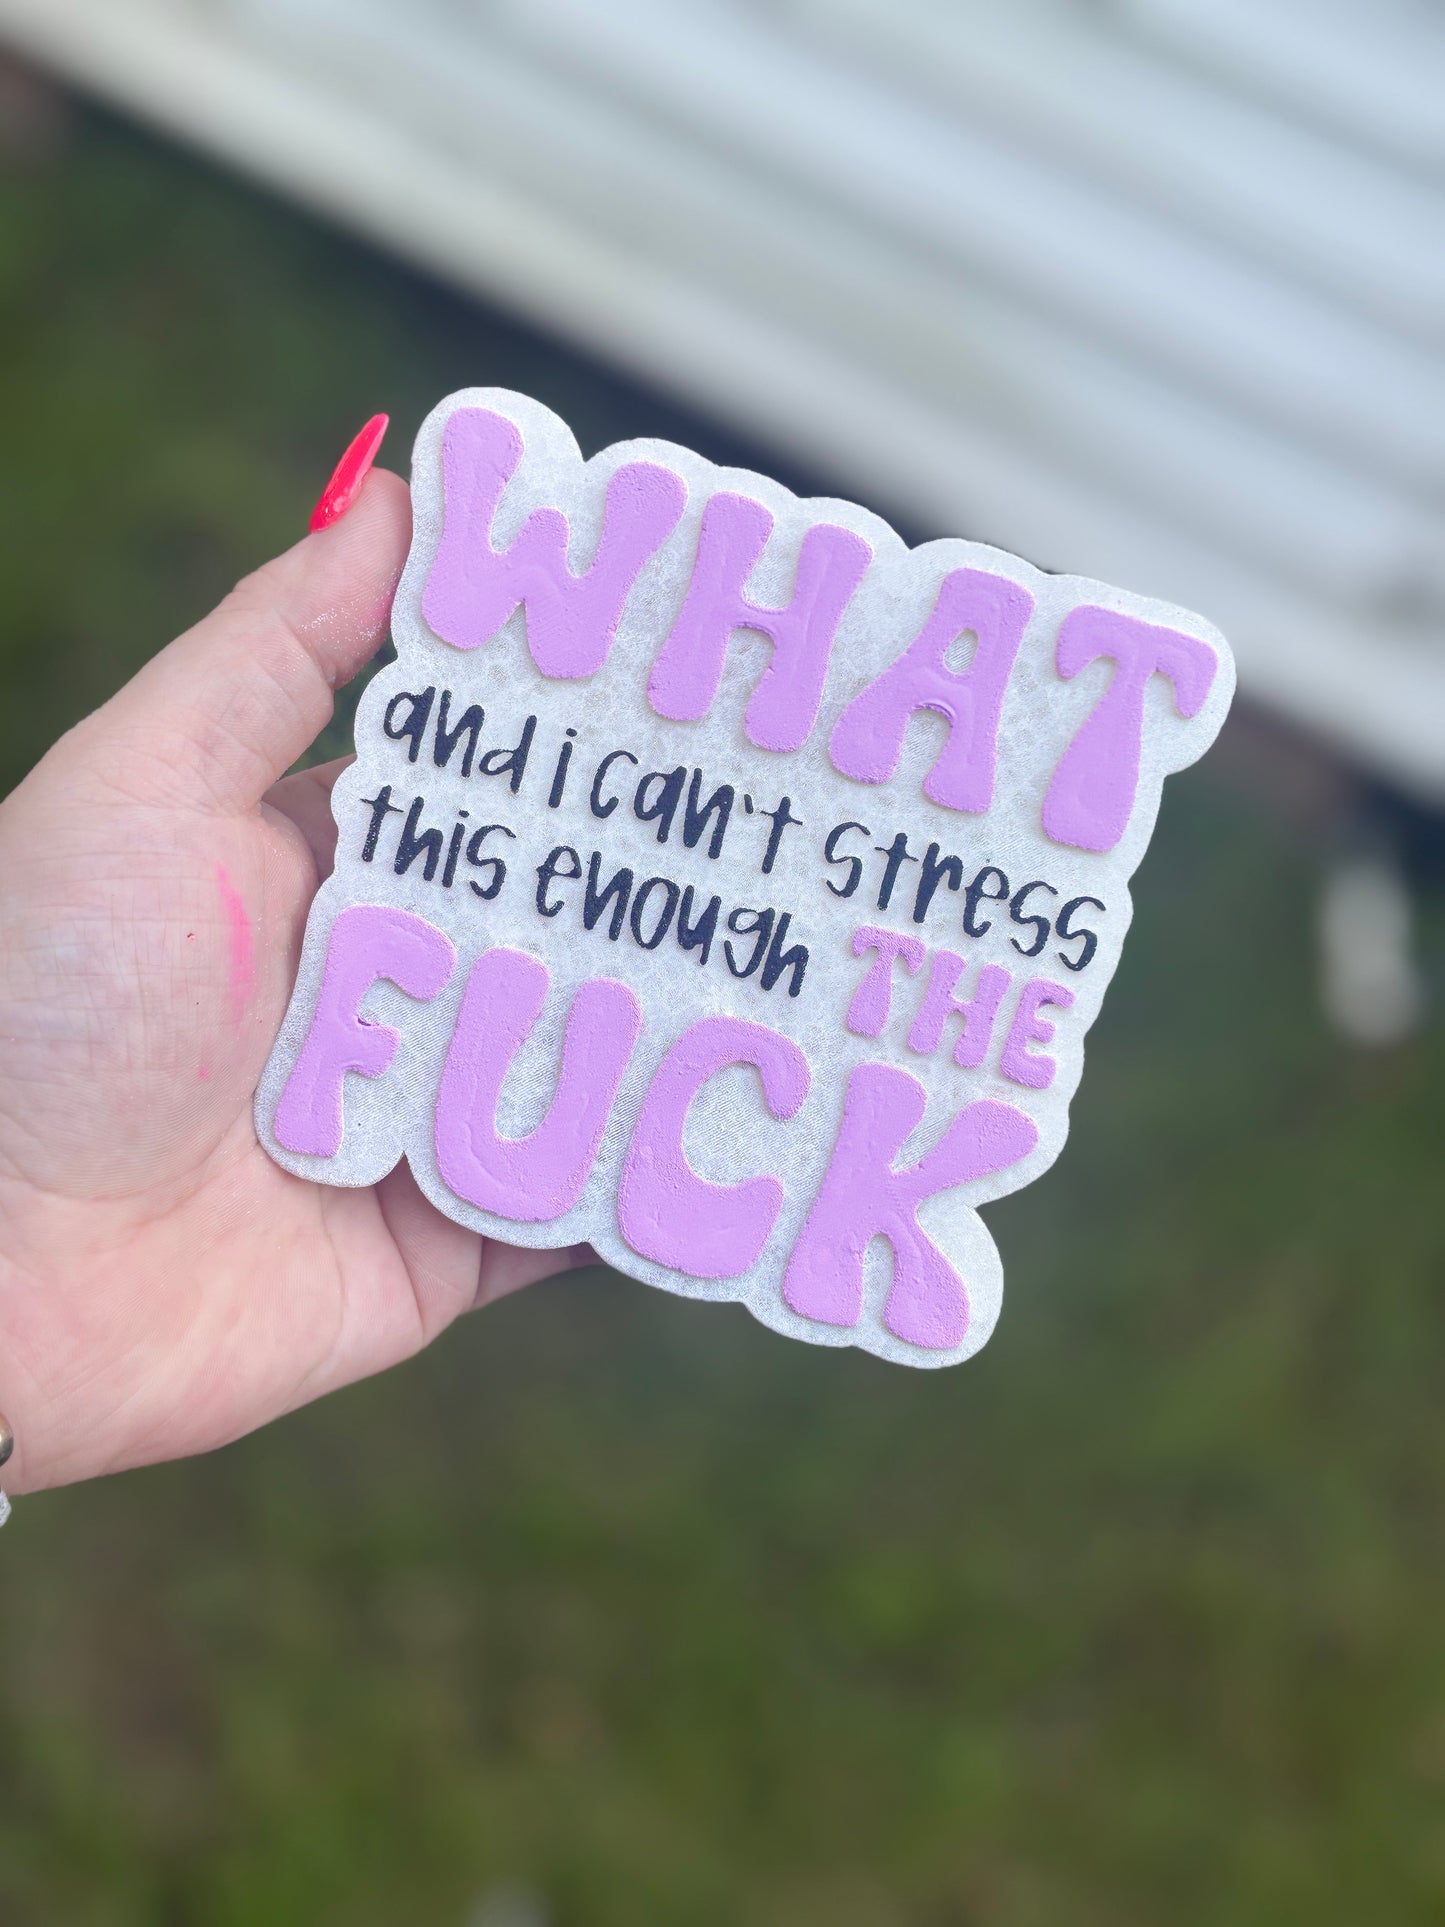 WHAT
and i can't stress
this enough THE
FUCK